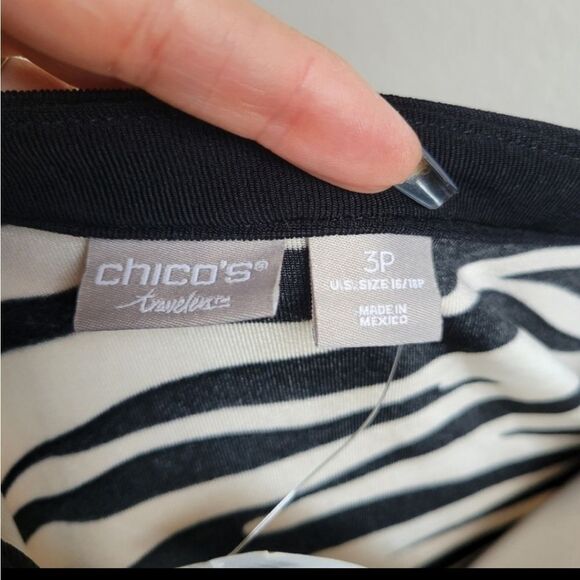 chico's®
travelers™
3P
U.S. SIZE 16/18P
MADE IN
MEXICO